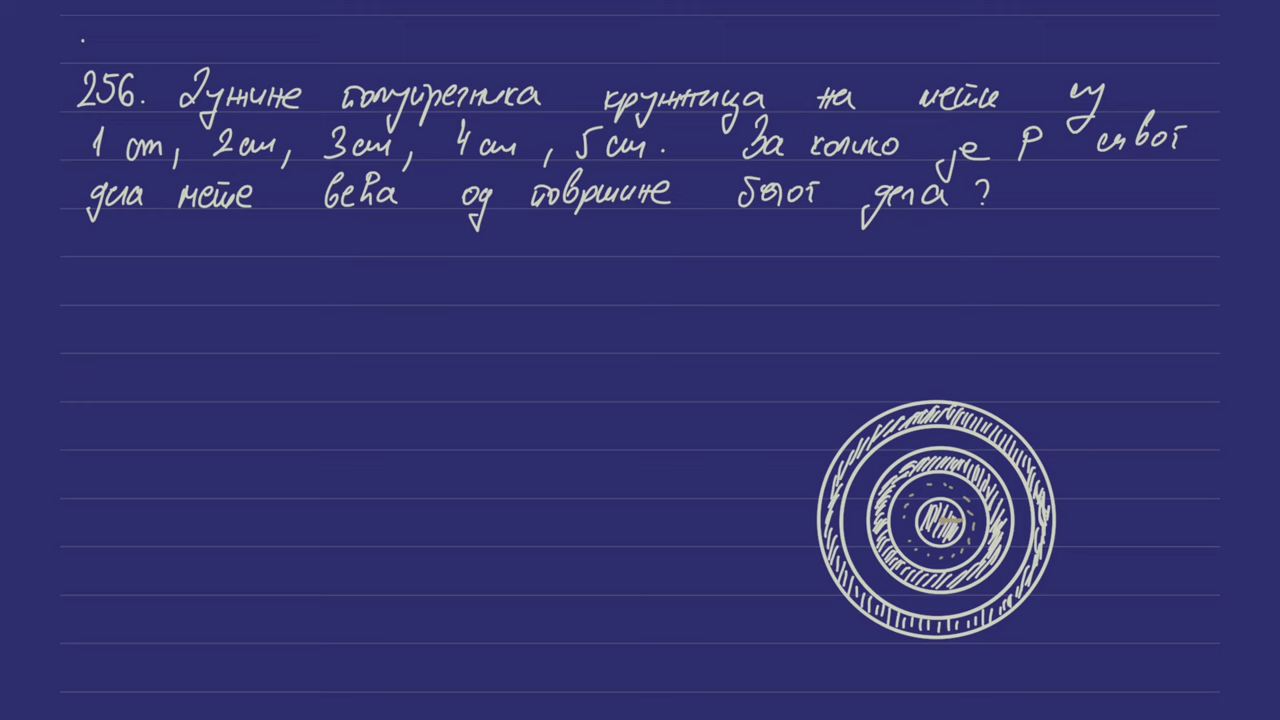 256. Дужине полупречника кружница на мети су
1 cm, 2 cm, 3 cm, 4 cm, 5 cm. За колико је P сивог
дела мете већа од површине белог дела?